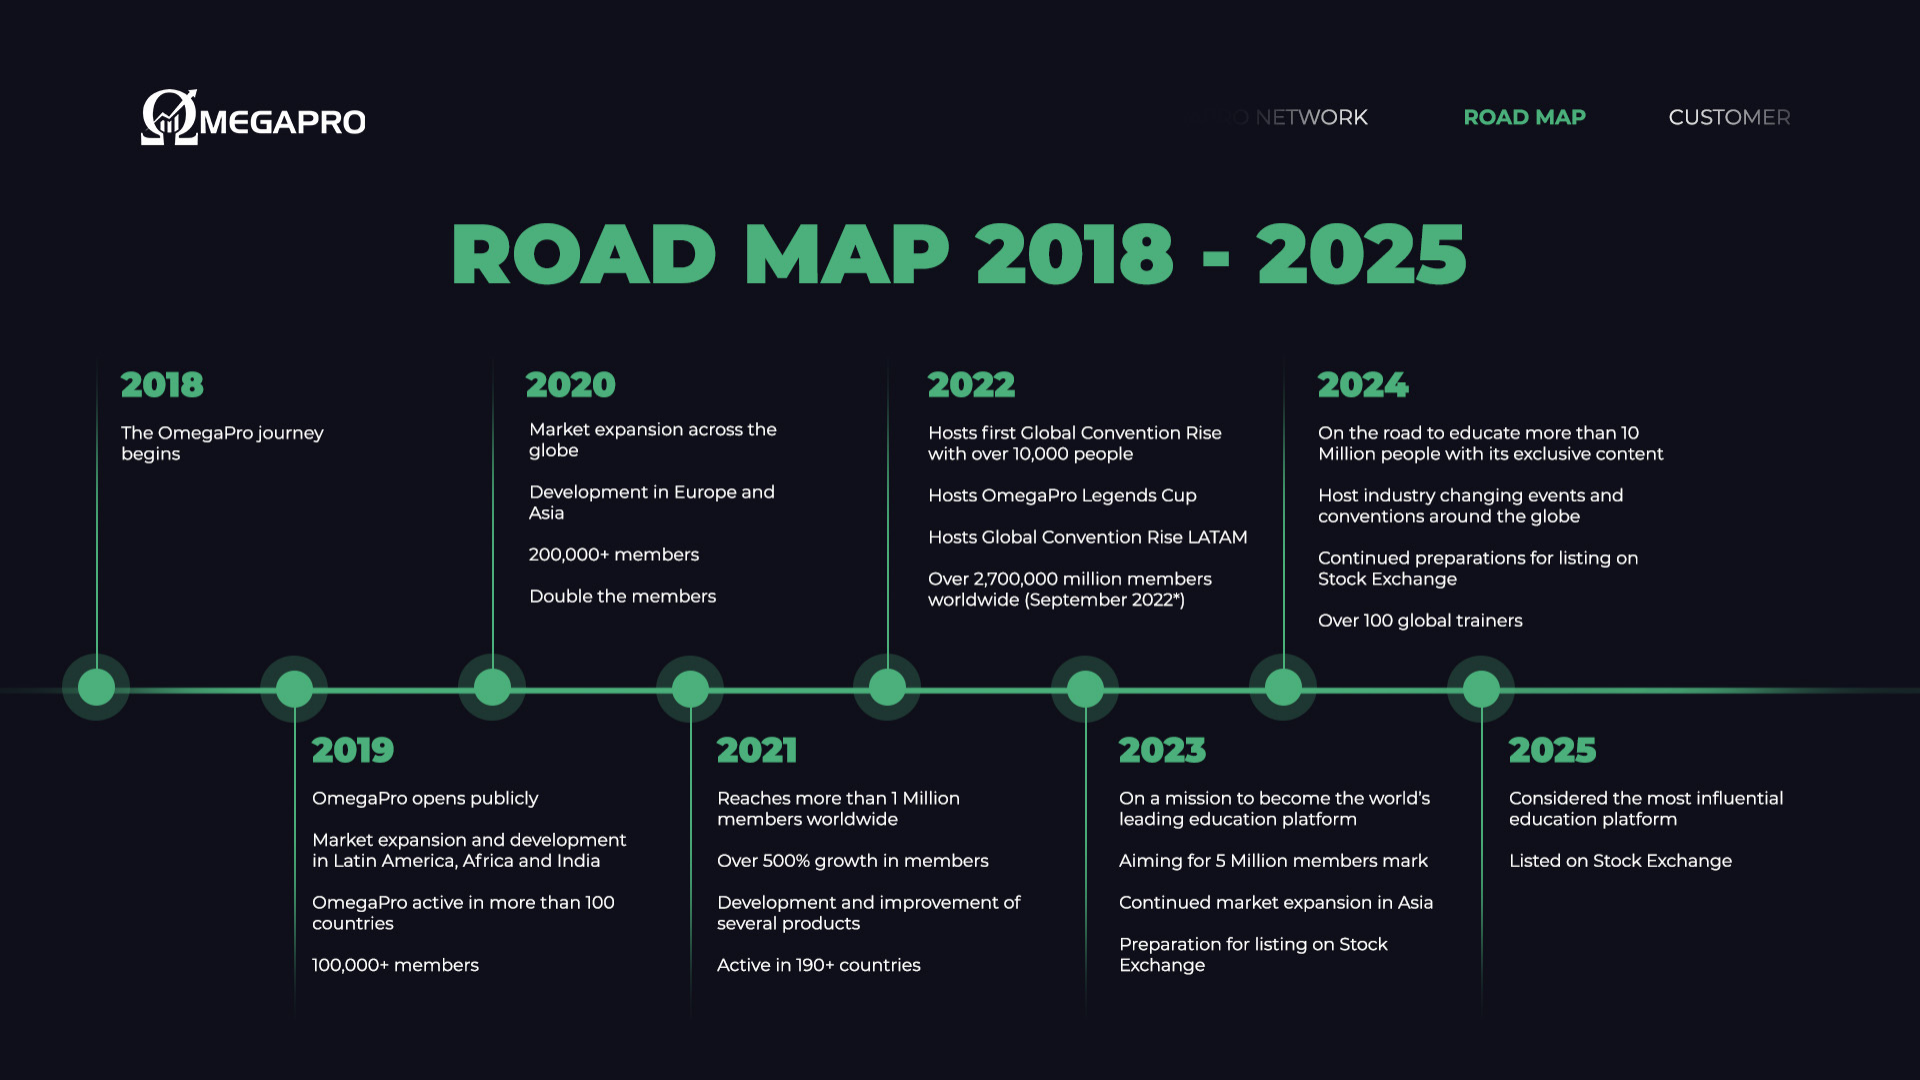 ΩMEGAPRO
NETWORK
ROAD MAP
CUSTOMER
ROAD MAP 2018 - 2025
2018
The OmegaPro journey
begins
2020
Market expansion across the
globe
Development in Europe and
Asia
200,000+ members
Double the members
2022
Hosts first Global Convention Rise
with over 10,000 people
Hosts OmegaPro Legends Cup
Hosts Global Convention Rise LATAM
Over 2,700,000 million members
worldwide (September 2022*)
2024
On the road to educate more than 10
Million people with its exclusive content
Host industry changing events and
conventions around the globe
Continued preparations for listing on
Stock Exchange
Over 100 global trainers
2019
OmegaPro opens publicly
Market expansion and development
in Latin America, Africa and India
OmegaPro active in more than 100
countries
100,000+ members
2021
Reaches more than 1 Million
members worldwide
Over 500% growth in members
Development and improvement of
several products
Active in 190+ countries
2023
On a mission to become the world’s
leading education platform
Aiming for 5 Million members mark
Continued market expansion in Asia
Preparation for listing on Stock
Exchange
2025
Considered the most influential
education platform
Listed on Stock Exchange